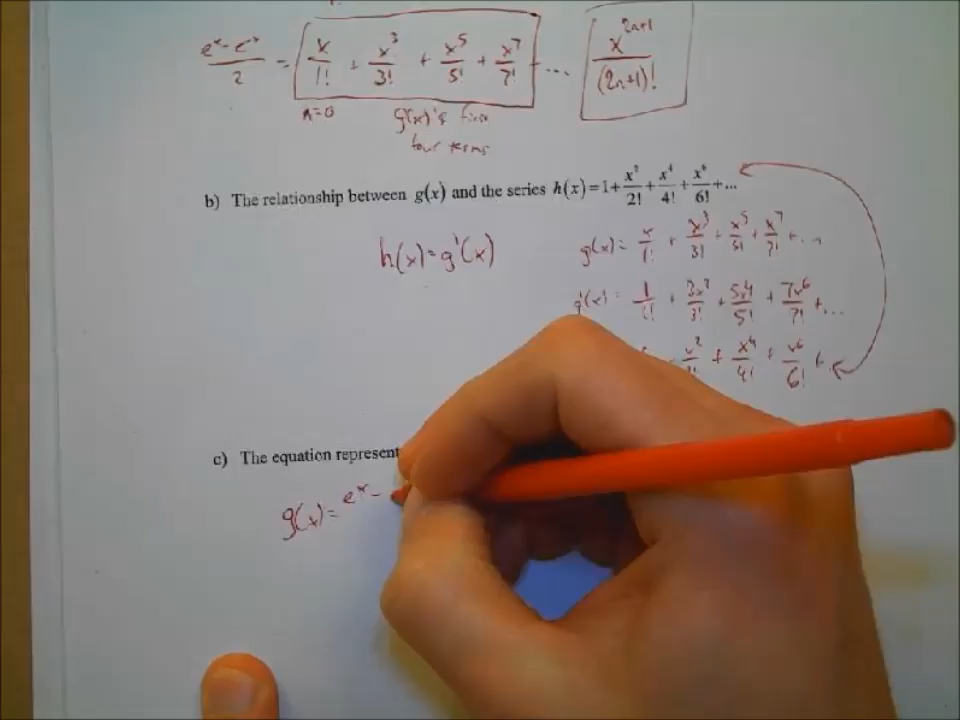 e^x - e^-x / 2 = x/1! + x^3/3! + x^5/5! + x^7/7! + ... x^(2n+1)/(2n+1)!
n=0 g(x)'s first
four terms
b) The relationship between g(x) and the series h(x)=1+x^2/2!+x^4/4!+x^6/6!+...
h(x)=g'(x)
g(x)= x/1! + x^3/3! + x^5/5! + x^7/7! + ...
g'(x)= 1/1! + 3x^2/3! + 5x^4/5! + 7x^6/7! + ...
x^2 + x^4/4! + x^6/6! +
c) The equation represent
g(x)= e^x -